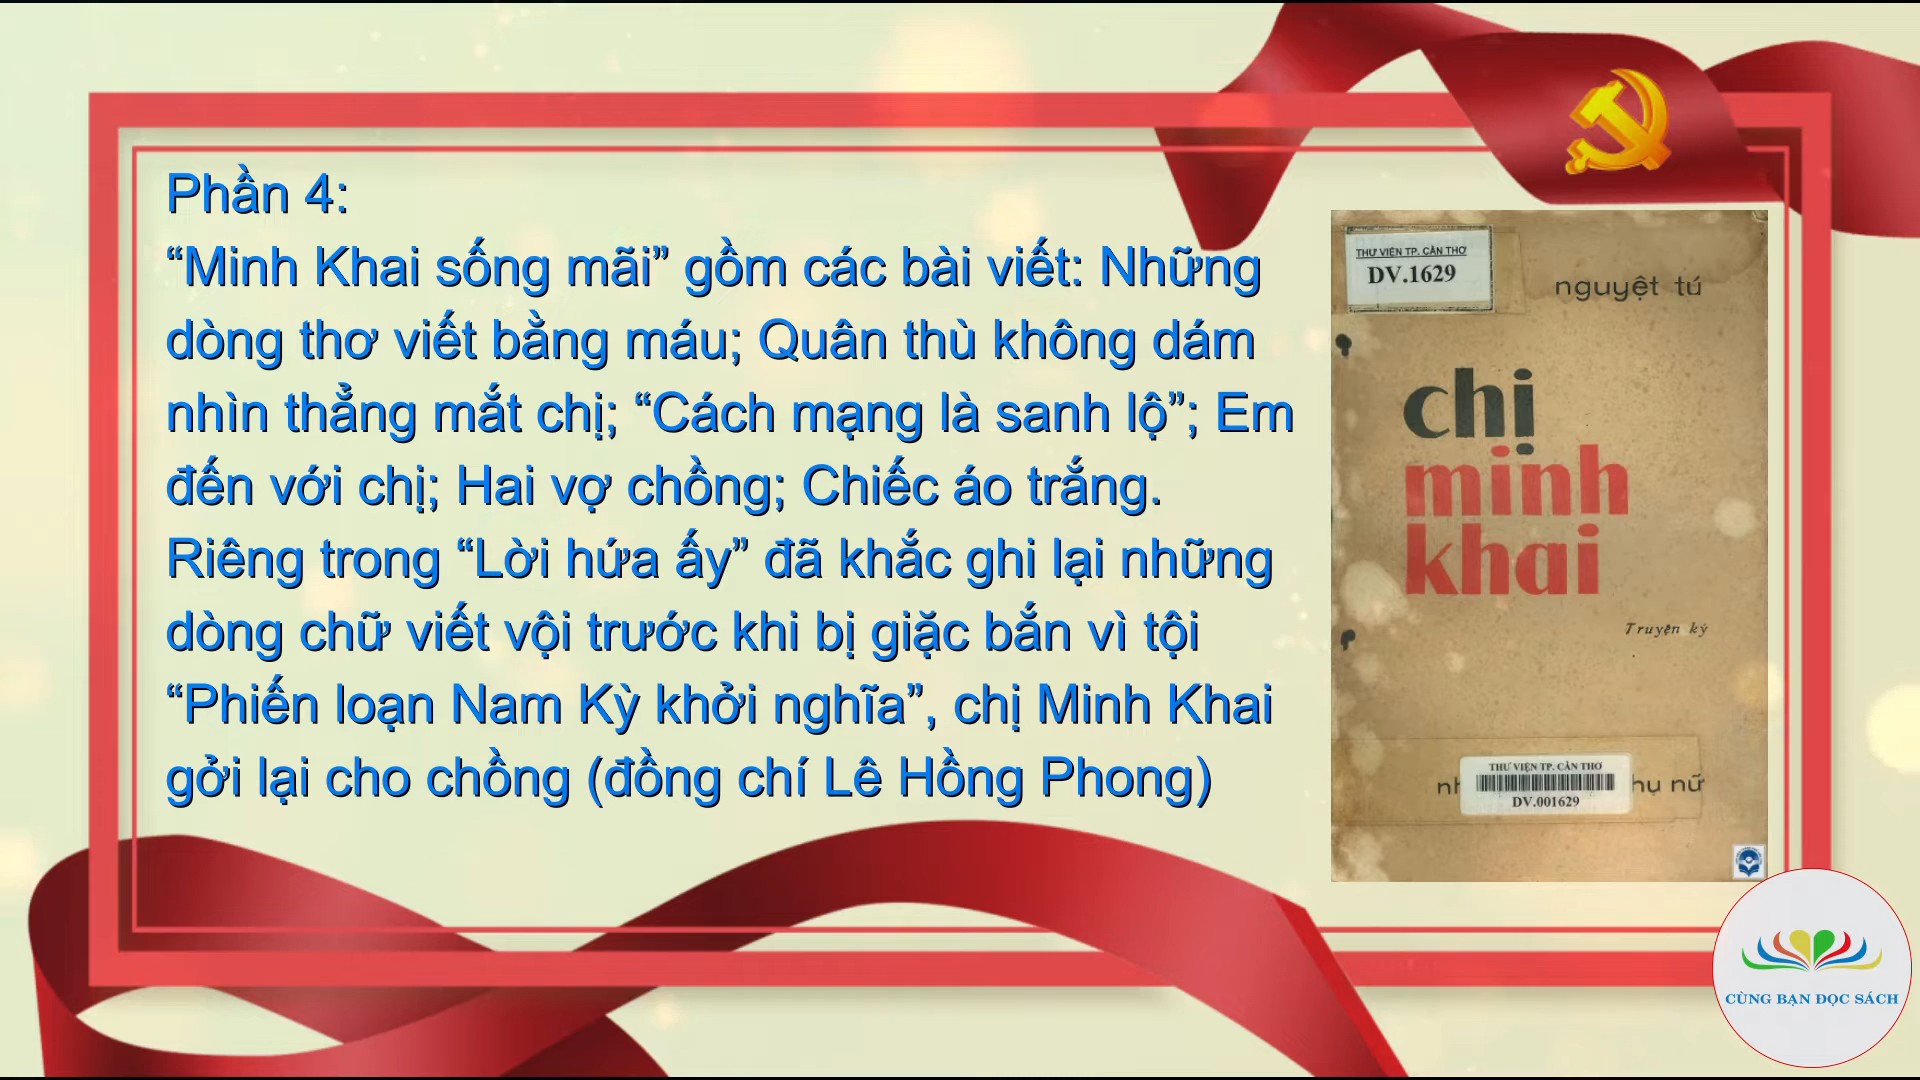 Phần 4:
“Minh Khai sống mãi” gồm các bài viết: Những
dòng thơ viết bằng máu; Quân thù không dám
nhìn thẳng mắt chị; “Cách mạng là sanh lộ”; Em
đến với chị; Hai vợ chồng; Chiếc áo trắng.
Riêng trong “Lời hứa ấy” đã khắc ghi lại những
dòng chữ viết vội trước khi bị giặc bắn vì tội
“Phiến loạn Nam Kỳ khởi nghĩa”, chị Minh Khai
gởi lại cho chồng (đồng chí Lê Hồng Phong)
THƯ VIỆN TP. CẦN THƠ
DV.1629
nguyệt tú
chị
minh
khai
Truyện ký
THƯ VIỆN TP. CẦN THƠ
DV.001629
nữ
CÙNG BẠN ĐỌC SÁCH